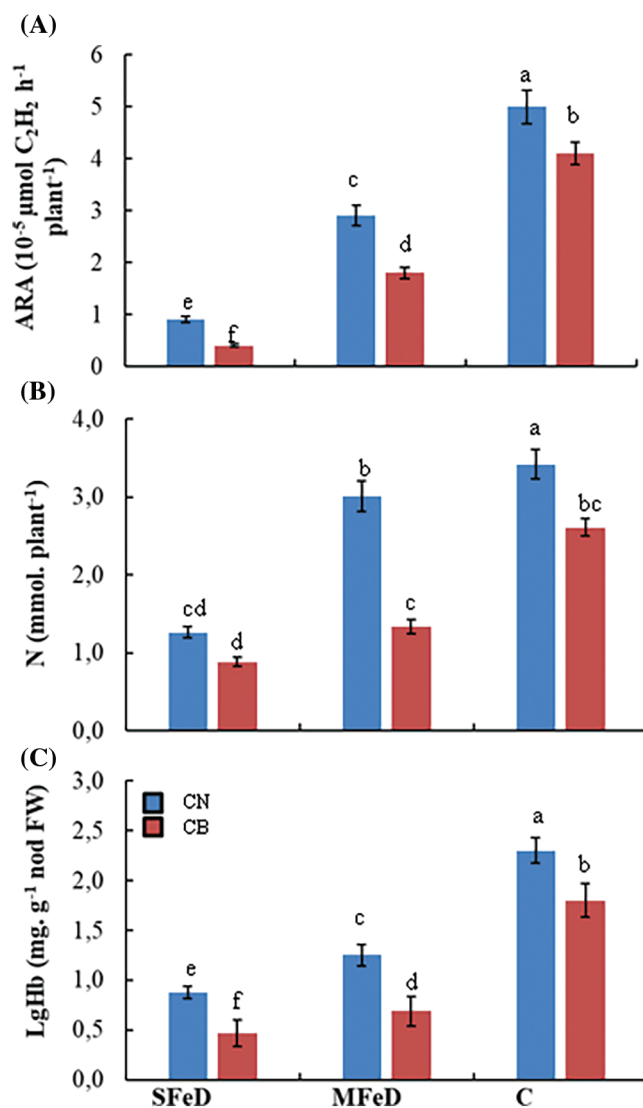 (A)
ARA (10⁻⁵ μmol C₂H₂ h⁻¹
plant⁻¹)
6
5
4
3
2
1
0
e
f
c
d
a
b
(B)
N (mmol. plant⁻¹)
4,0
3,0
2,0
1,0
0,0
cd
d
b
c
a
bc
(C)
LgHb (mg. g⁻¹ nod FW)
3,0
2,5
2,0
1,5
1,0
0,5
0,0
CN
CB
e
f
c
d
a
b
SFeD
MFeD
C